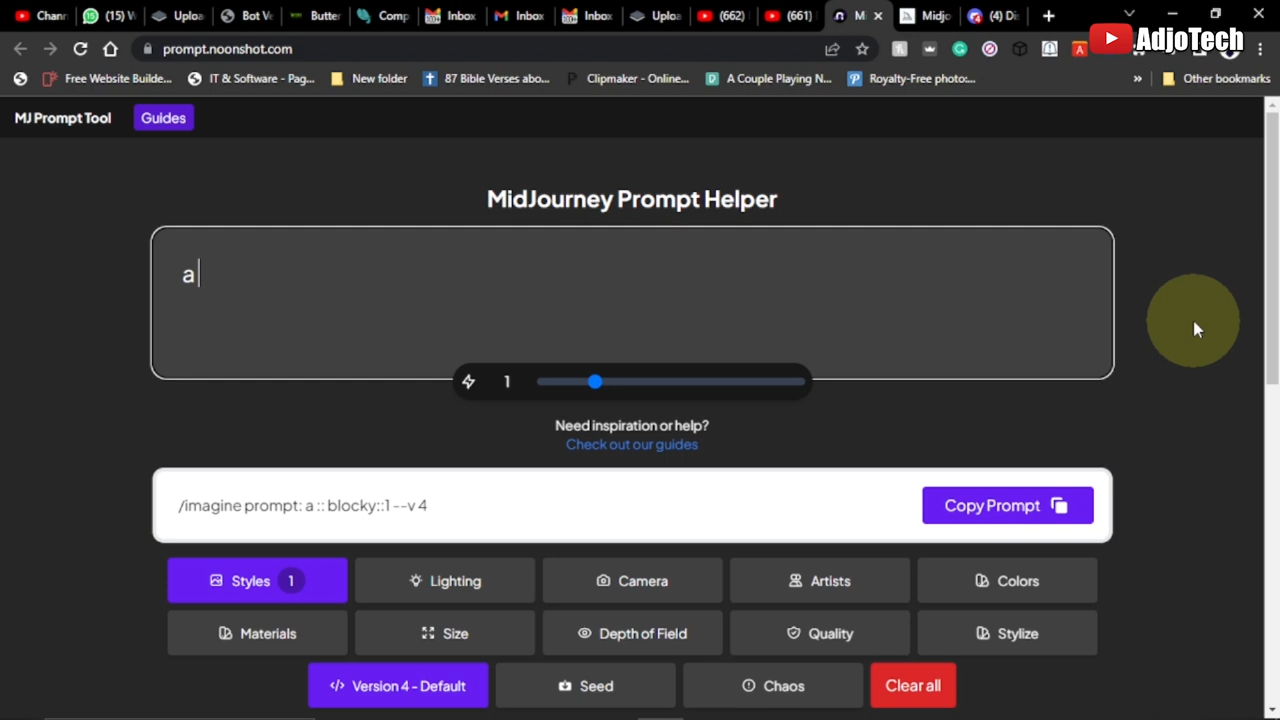 Chann
(15) W
Uploa
Bot Ve
Butter
Comp
Inbox
Inbox
Inbox
Uploa
(662)
(661)
M
Midjo
(4) Di
prompt.noonshot.com
AdjoTech
Free Website Builde...
IT & Software - Pag...
New folder
87 Bible Verses abo...
Clipmaker - Online...
A Couple Playing N...
Royalty-Free photo:...
»
Other bookmarks
MJ Prompt Tool
Guides
MidJourney Prompt Helper
a
1
Need inspiration or help?
Check out our guides
/imagine prompt: a :: blocky::1 --v 4
Copy Prompt
Styles 1
Lighting
Camera
Artists
Colors
Materials
Size
Depth of Field
Quality
Stylize
Version 4 - Default
Seed
Chaos
Clear all